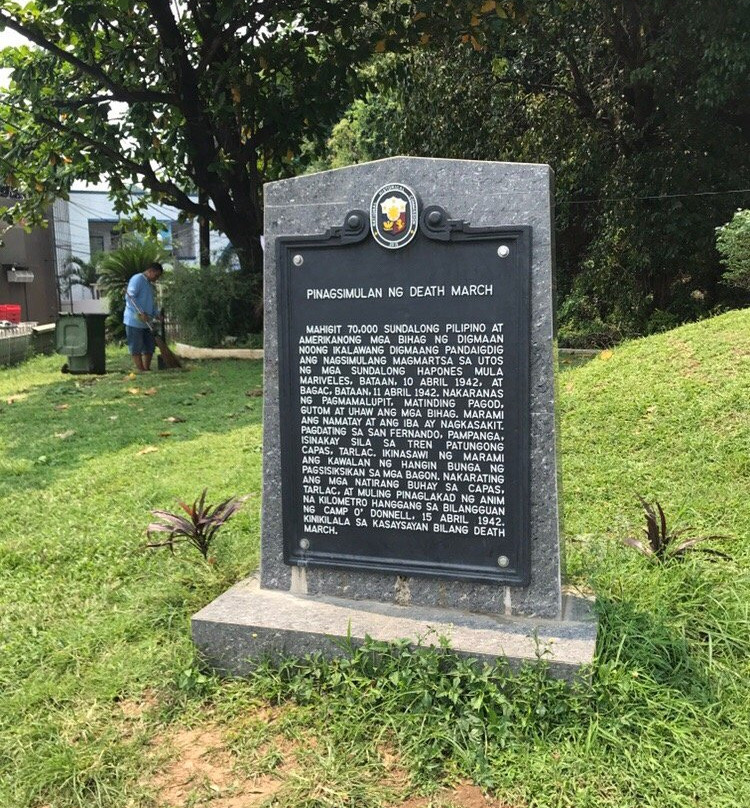 PINAGSIMULAN NG DEATH MARCH
MAHIGIT 70,000 SUNDALONG PILIPINO AT
AMERIKANONG MGA BIHAG NG DIGMAAN
NOONG IKALAWANG DIGMAANG PANDAIGDIG
ANG NAGSIMULANG MAGMARTSA SA UTOS
NG MGA SUNDALONG HAPONES MULA
MARIVELES, BATAAN, 10 ABRIL 1942, AT
BAGAC, BATAAN, 11 ABRIL 1942. NAKARANAS
NG PAGMAMALUPIT, MATINDING PAGOD,
GUTOM AT UHAW ANG MGA BIHAG. MARAMI
ANG NAMATAY AT ANG IBA AY NAGKASAKIT.
PAGDATING SA SAN FERNANDO, PAMPANGA,
ISINAKAY SILA SA TREN PATUNGONG
CAPAS, TARLAC. IKINASAWI NG MARAMI
ANG KAWALAN NG HANGIN BUNGA NG
PAGSISIKSIKAN SA MGA BAGON. NAKARATING
ANG MGA NATIRANG BUHAY SA CAPAS,
TARLAC, AT MULING PINAGLAKAD NG ANIM
NA KILOMETRO HANGGANG SA BILANGGUAN
NG CAMP O' DONNELL, 15 ABRIL 1942.
KINIKILALA SA KASAYSAYAN BILANG DEATH
MARCH.